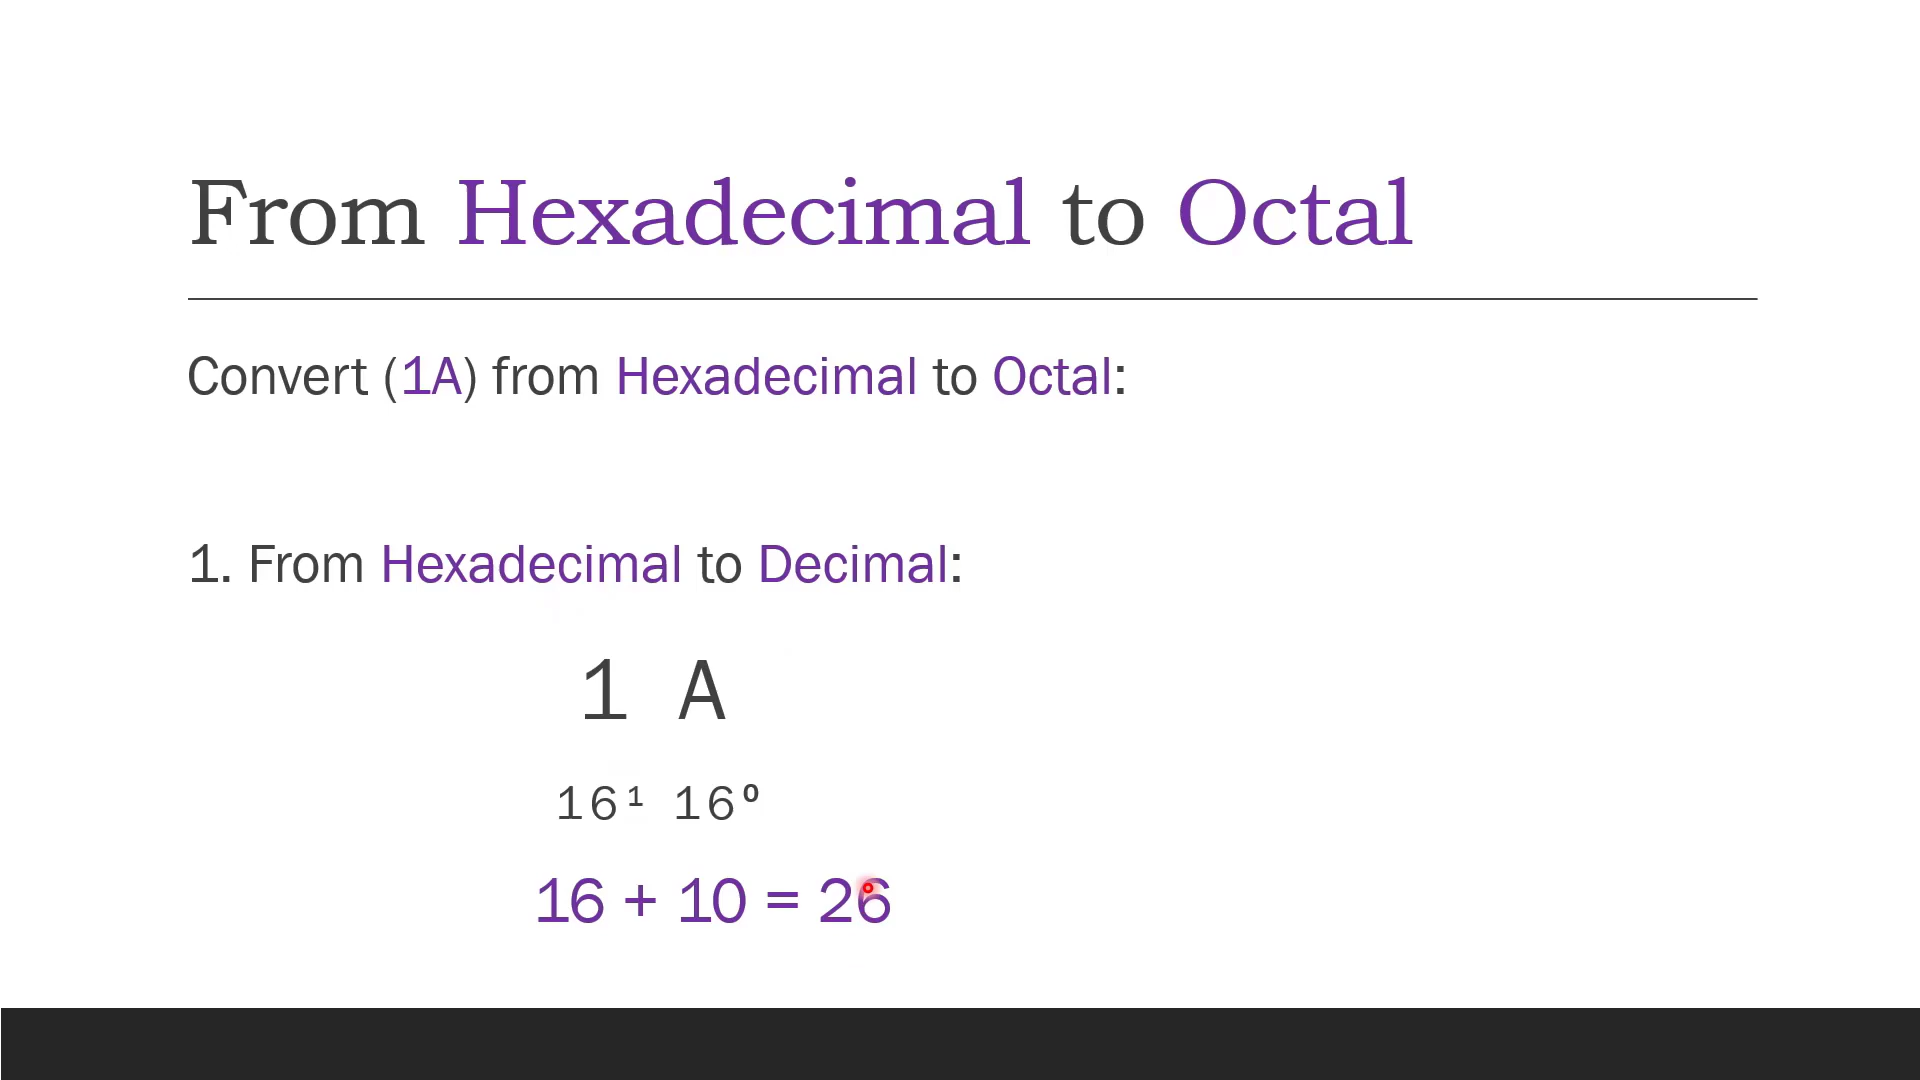 From Hexadecimal to Octal
Convert (1A) from Hexadecimal to Octal:
1. From Hexadecimal to Decimal:
1 A
16¹ 16⁰
16 + 10 = 26